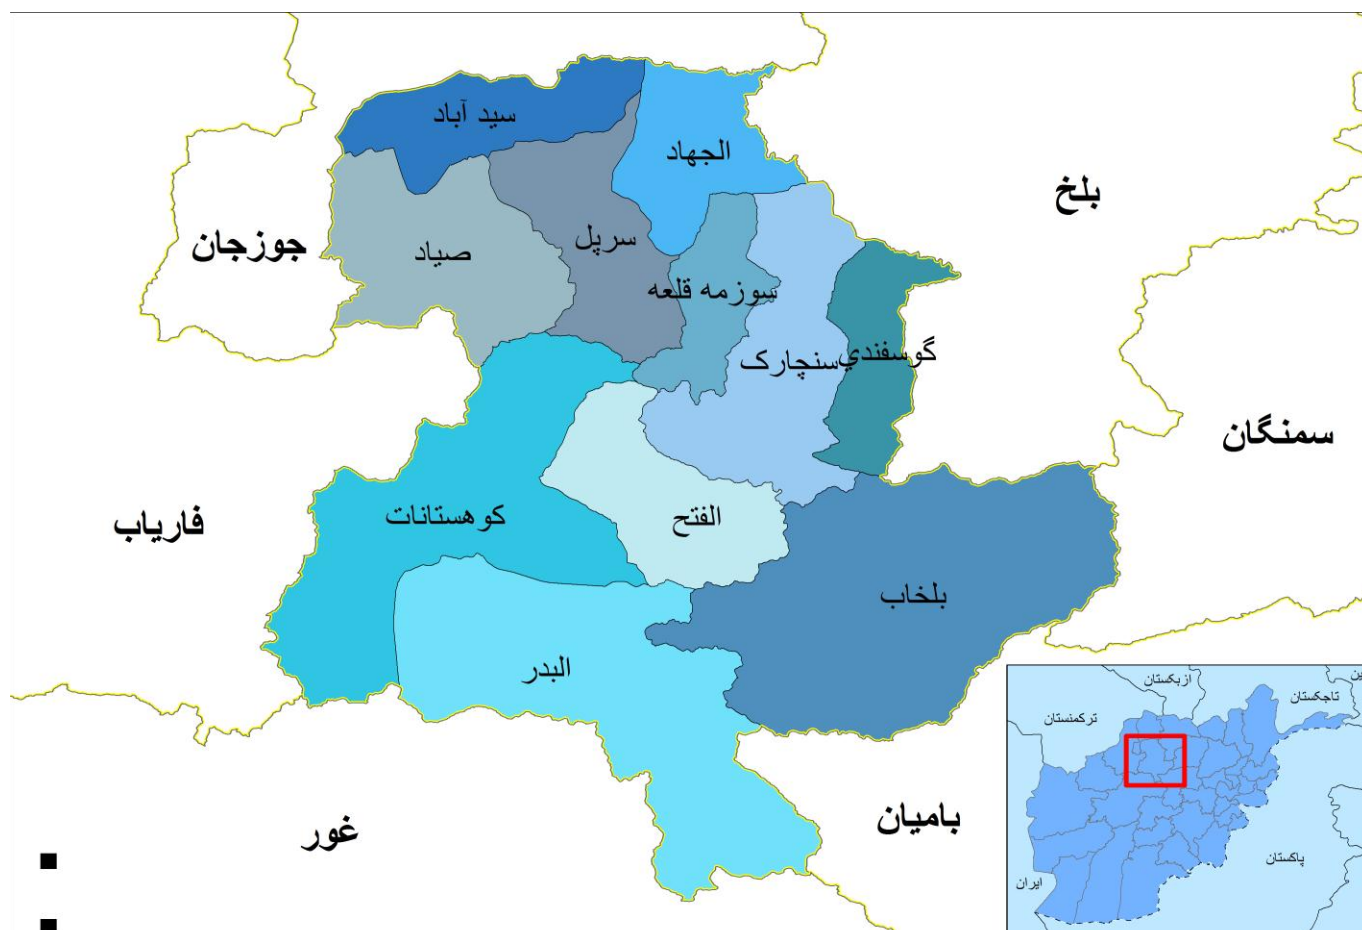 سید آباد
الجهاد
بلخ
جوزجان
صیاد
سرپل
سوزمه قلعه
سنچارک
گوسفندي
سمنگان
فاریاب
کوهستانات
الفتح
بلخاب
البدر
غور
بامیان
ازبکستان
تاجکستان
ترکمنستان
پاکستان
ایران